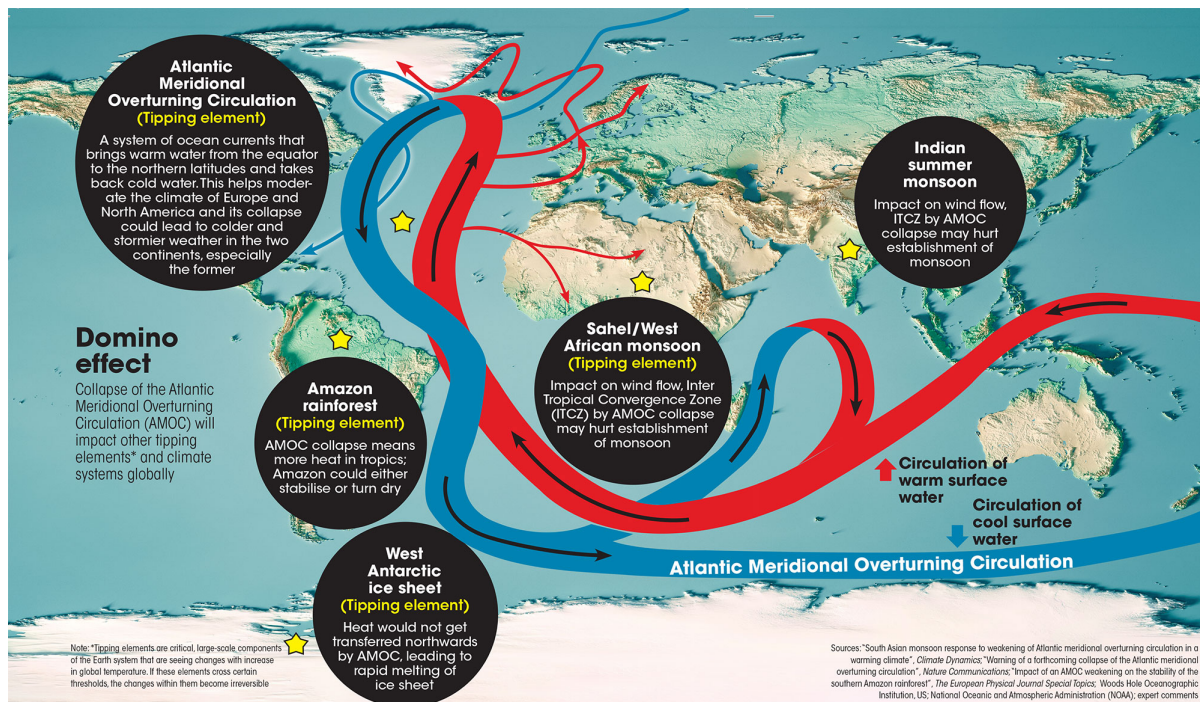 Atlantic
Meridional
Overturning Circulation
(Tipping element)
A system of ocean currents that
brings warm water from the equator
to the northern latitudes and takes
back cold water. This helps moder-
ate the climate of Europe and
North America and its collapse
could lead to colder and
stormier weather in the two
continents, especially
the former
Indian
summer
monsoon
Impact on wind flow,
ITCZ by AMOC
collapse may hurt
establishment of
monsoon
Domino
effect
Collapse of the Atlantic
Meridional Overturning
Circulation (AMOC) will
impact other tipping
elements* and climate
systems globally
Sahel/West
African monsoon
(Tipping element)
Impact on wind flow, Inter
Tropical Convergence Zone
(ITCZ) by AMOC collapse
may hurt establishment
of monsoon
Amazon
rainforest
(Tipping element)
AMOC collapse means
more heat in tropics;
Amazon could either
stabilise or turn dry
Circulation of
warm surface
water
Circulation of
cool surface
water
Atlantic Meridional Overturning Circulation
West
Antarctic
ice sheet
(Tipping element)
Heat would not get
transferred northwards
by AMOC, leading to
rapid melting of
ice sheet
Note: *Tipping elements are critical, large-scale components
of the Earth system that are seeing changes with increase
in global temperature. If these elements cross certain
thresholds, the changes within them become irreversible
Sources: "South Asian monsoon response to weakening of Atlantic meridional overturning circulation in a
warming climate", Climate Dynamics; "Warning of a forthcoming collapse of the Atlantic meridional
overturning circulation", Nature Communications; "Impact of an AMOC weakening on the stability of the
southern Amazon rainforest", The European Physical Journal Special Topics; Woods Hole Oceanographic
Institution, US; National Oceanic and Atmospheric Administration (NOAA); expert comments